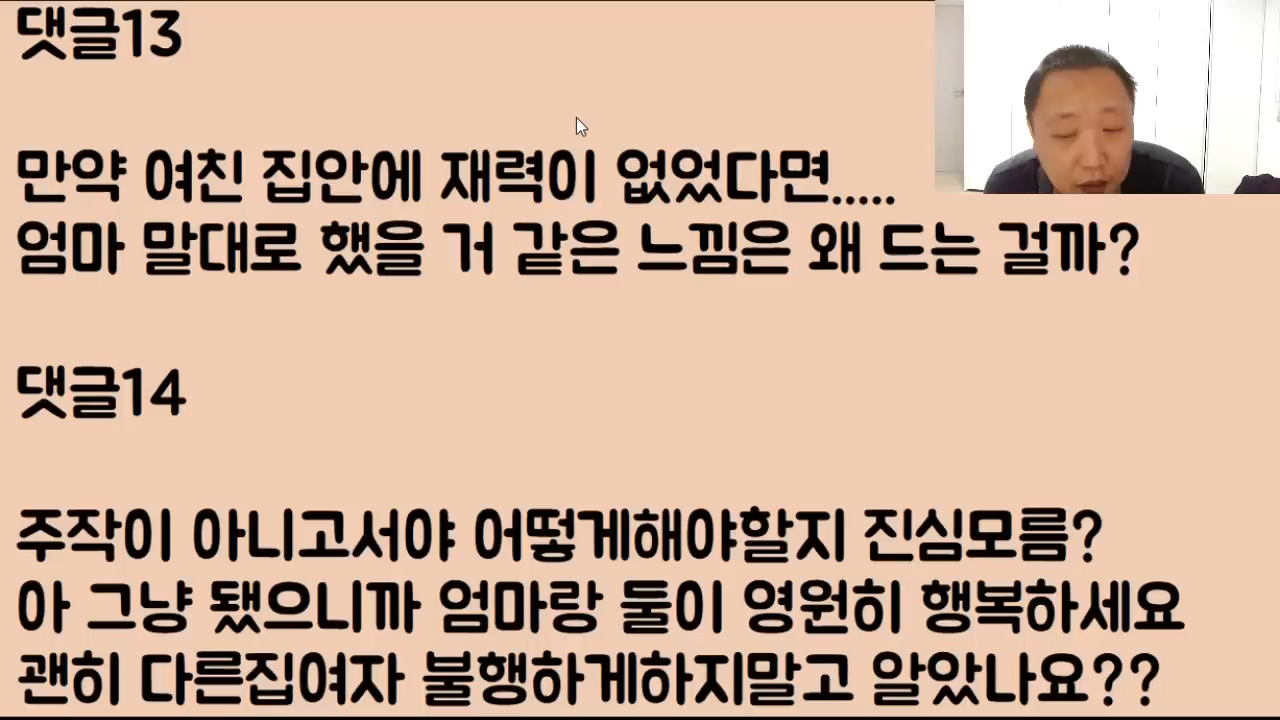 댓글13
만약 여친 집안에 재력이 없었다면.....
엄마 말대로 했을 거 같은 느낌은 왜 드는 걸까?
댓글14
주작이 아니고서야 어떻게해야할지 진심모름?
아 그냥 됐으니까 엄마랑 둘이 영원히 행복하세요
괜히 다른집여자 불행하게하지말고 알았나요??